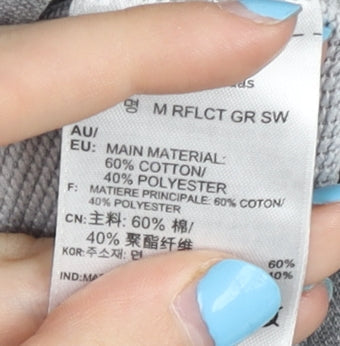 das
명 M RFLCT GR SW
AU/
EU: MAIN MATERIAL:
60% COTTON/
40% POLYESTER
F: MATIERE PRINCIPALE: 60% COTON/
40% POLYESTER
CN: 主料: 60% 棉/
40% 聚酯纤维
KOR: 주소재: 면
60%
IND: